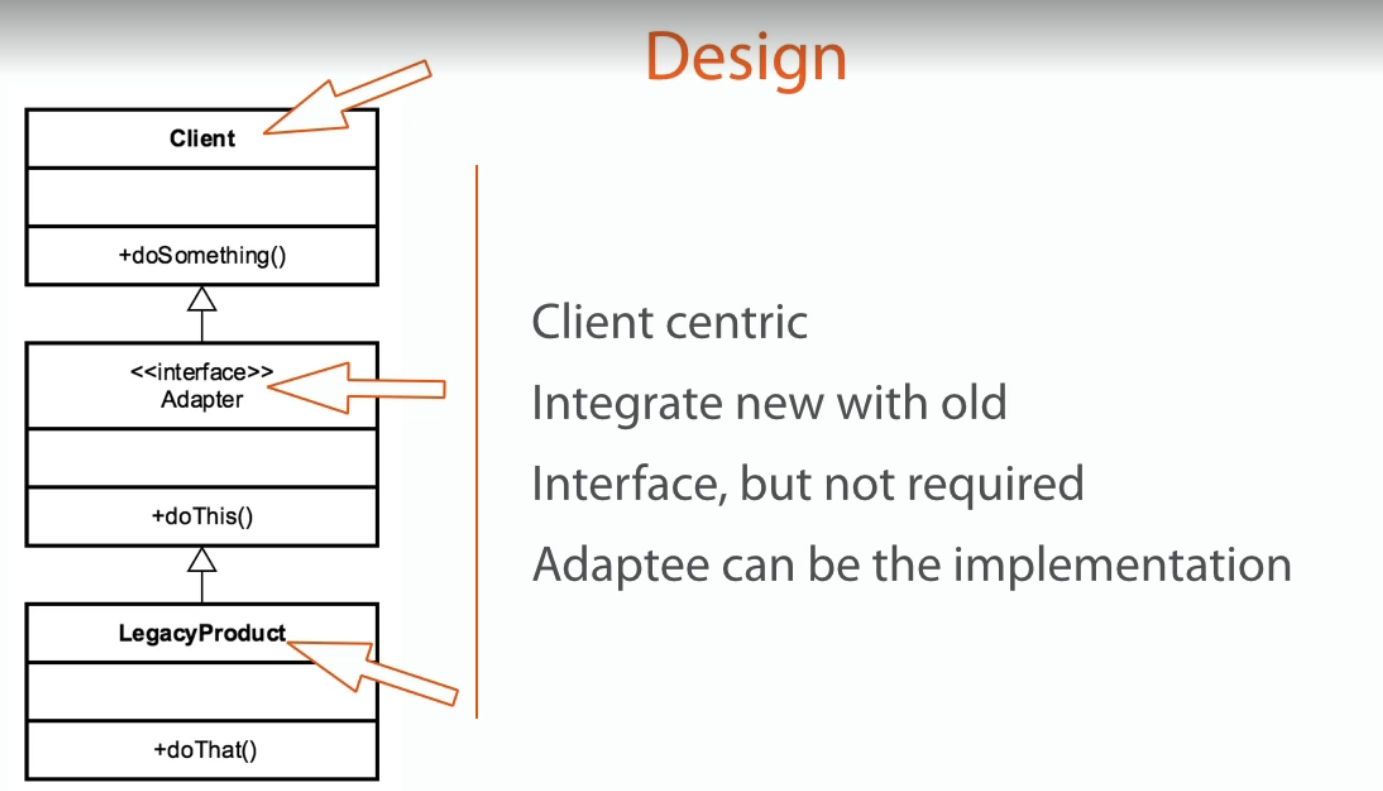 Design
Client
+doSomething()
<<interface>>
Adapter
+doThis()
LegacyProduct
+doThat()
Client centric
Integrate new with old
Interface, but not required
Adaptee can be the implementation